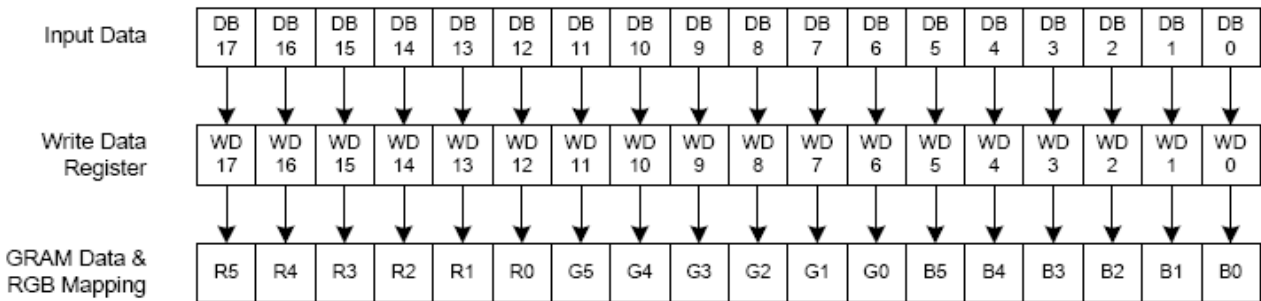 Input Data DB DB DB DB DB DB DB DB DB DB DB DB DB DB DB DB DB DB
17 16 15 14 13 12 11 10 9 8 7 6 5 4 3 2 1 0
Write Data WD WD WD WD WD WD WD WD WD WD WD WD WD WD WD WD WD WD
Register 17 16 15 14 13 12 11 10 9 8 7 6 5 4 3 2 1 0
GRAM Data &
RGB Mapping R5 R4 R3 R2 R1 R0 G5 G4 G3 G2 G1 G0 B5 B4 B3 B2 B1 B0